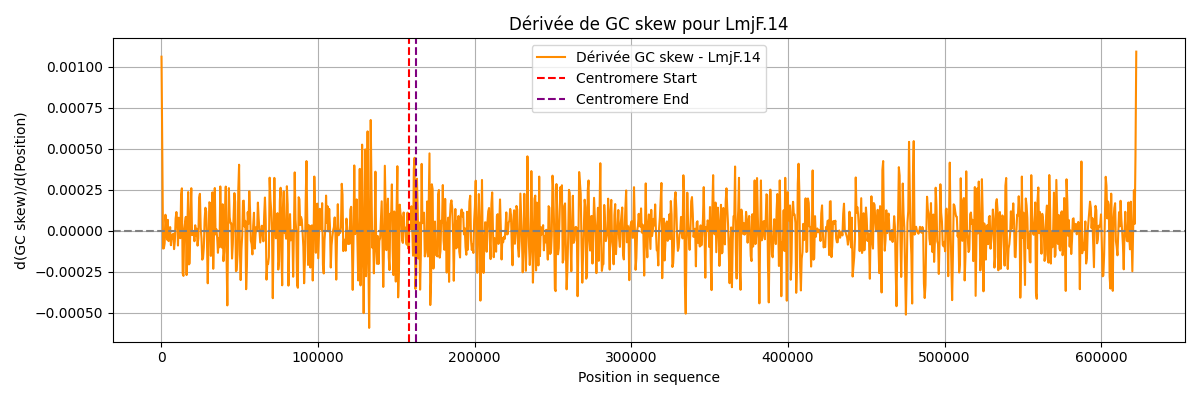 Dérivée de GC skew pour LmjF.14
Dérivée GC skew - LmjF.14
Centromere Start
Centromere End
d(GC skew)/d(Position)
0.00100
0.00075
0.00050
0.00025
0.00000
−0.00025
−0.00050
0
100000
200000
300000
400000
500000
600000
Position in sequence